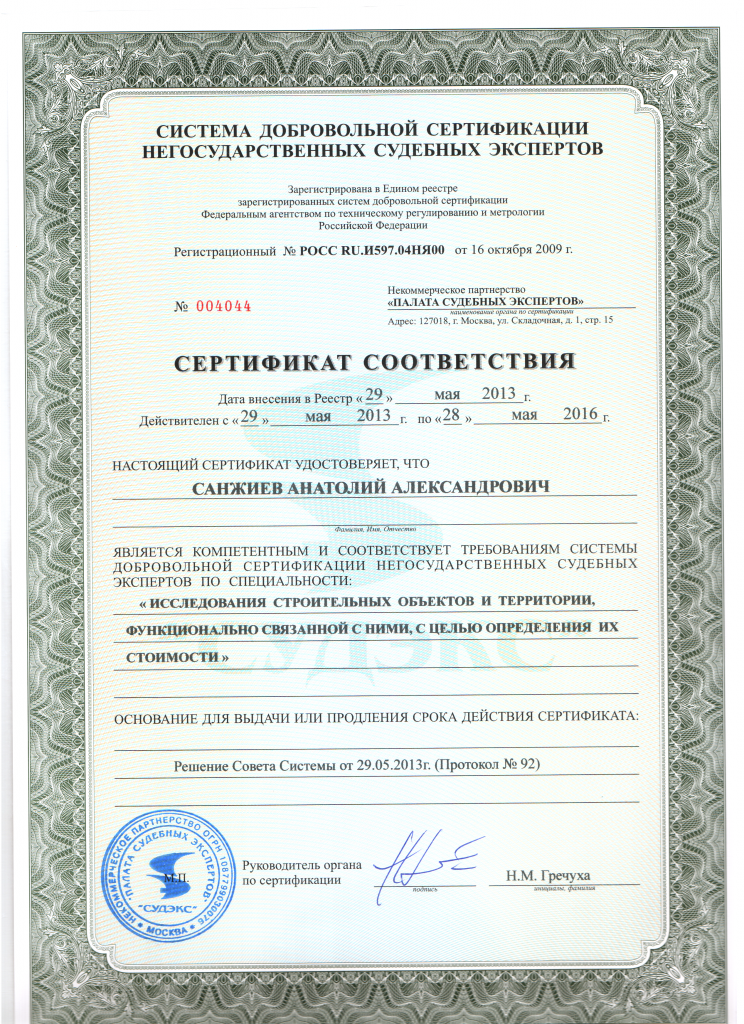 СИСТЕМА ДОБРОВОЛЬНОЙ СЕРТИФИКАЦИИ
НЕГОСУДАРСТВЕННЫХ СУДЕБНЫХ ЭКСПЕРТОВ
Зарегистрирована в Едином реестре
зарегистрированных систем добровольной сертификации
Федеральным агентством по техническому регулированию и метрологии
Российской Федерации
Регистрационный № РОСС RU.И597.04НЯ00 от 16 октября 2009 г.
№ 004044
Некоммерческое партнерство
«ПАЛАТА СУДЕБНЫХ ЭКСПЕРТОВ»
наименование органа по сертификации
Адрес: 127018, г. Москва, ул. Складочная, д. 1, стр. 15
СЕРТИФИКАТ СООТВЕТСТВИЯ
Дата внесения в Реестр «29» мая 2013 г.
Действителен с «29» мая 2013 г. по «28» мая 2016 г.
НАСТОЯЩИЙ СЕРТИФИКАТ УДОСТОВЕРЯЕТ, ЧТО
САНЖИЕВ АНАТОЛИЙ АЛЕКСАНДРОВИЧ
Фамилия, Имя, Отчество
ЯВЛЯЕТСЯ КОМПЕТЕНТНЫМ И СООТВЕТСТВУЕТ ТРЕБОВАНИЯМ СИСТЕМЫ
ДОБРОВОЛЬНОЙ СЕРТИФИКАЦИИ НЕГОСУДАРСТВЕННЫХ СУДЕБНЫХ
ЭКСПЕРТОВ ПО СПЕЦИАЛЬНОСТИ:
« ИССЛЕДОВАНИЯ СТРОИТЕЛЬНЫХ ОБЪЕКТОВ И ТЕРРИТОРИИ,
ФУНКЦИОНАЛЬНО СВЯЗАННОЙ С НИМИ, С ЦЕЛЬЮ ОПРЕДЕЛЕНИЯ ИХ
СТОИМОСТИ »
СУДЭКС
ОСНОВАНИЕ ДЛЯ ВЫДАЧИ ИЛИ ПРОДЛЕНИЯ СРОКА ДЕЙСТВИЯ СЕРТИФИКАТА:
Решение Совета Системы от 29.05.2013г. (Протокол № 92)
НЕКОММЕРЧЕСКОЕ ПАРТНЕРСТВО ОГРН 1087799030076
"ПАЛАТА СУДЕБНЫХ ЭКСПЕРТОВ"
М.П.
"СУДЭКС"
* МОСКВА *
Руководитель органа
по сертификации
подпись
Н.М. Гречуха
инициалы, фамилия